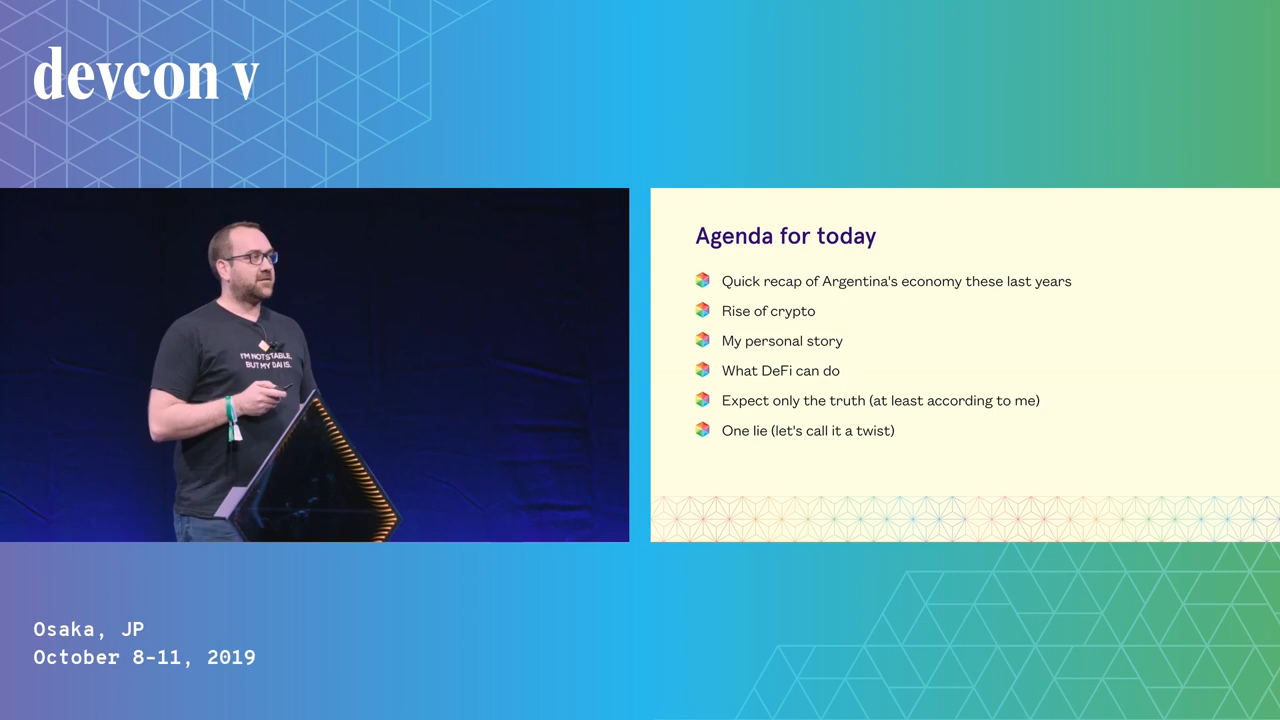 devcon v
I'M NOT STABLE,
BUT MY DAI IS.
Agenda for today
Quick recap of Argentina's economy these last years
Rise of crypto
My personal story
What DeFi can do
Expect only the truth (at least according to me)
One lie (let's call it a twist)
Osaka, JP
October 8-11, 2019